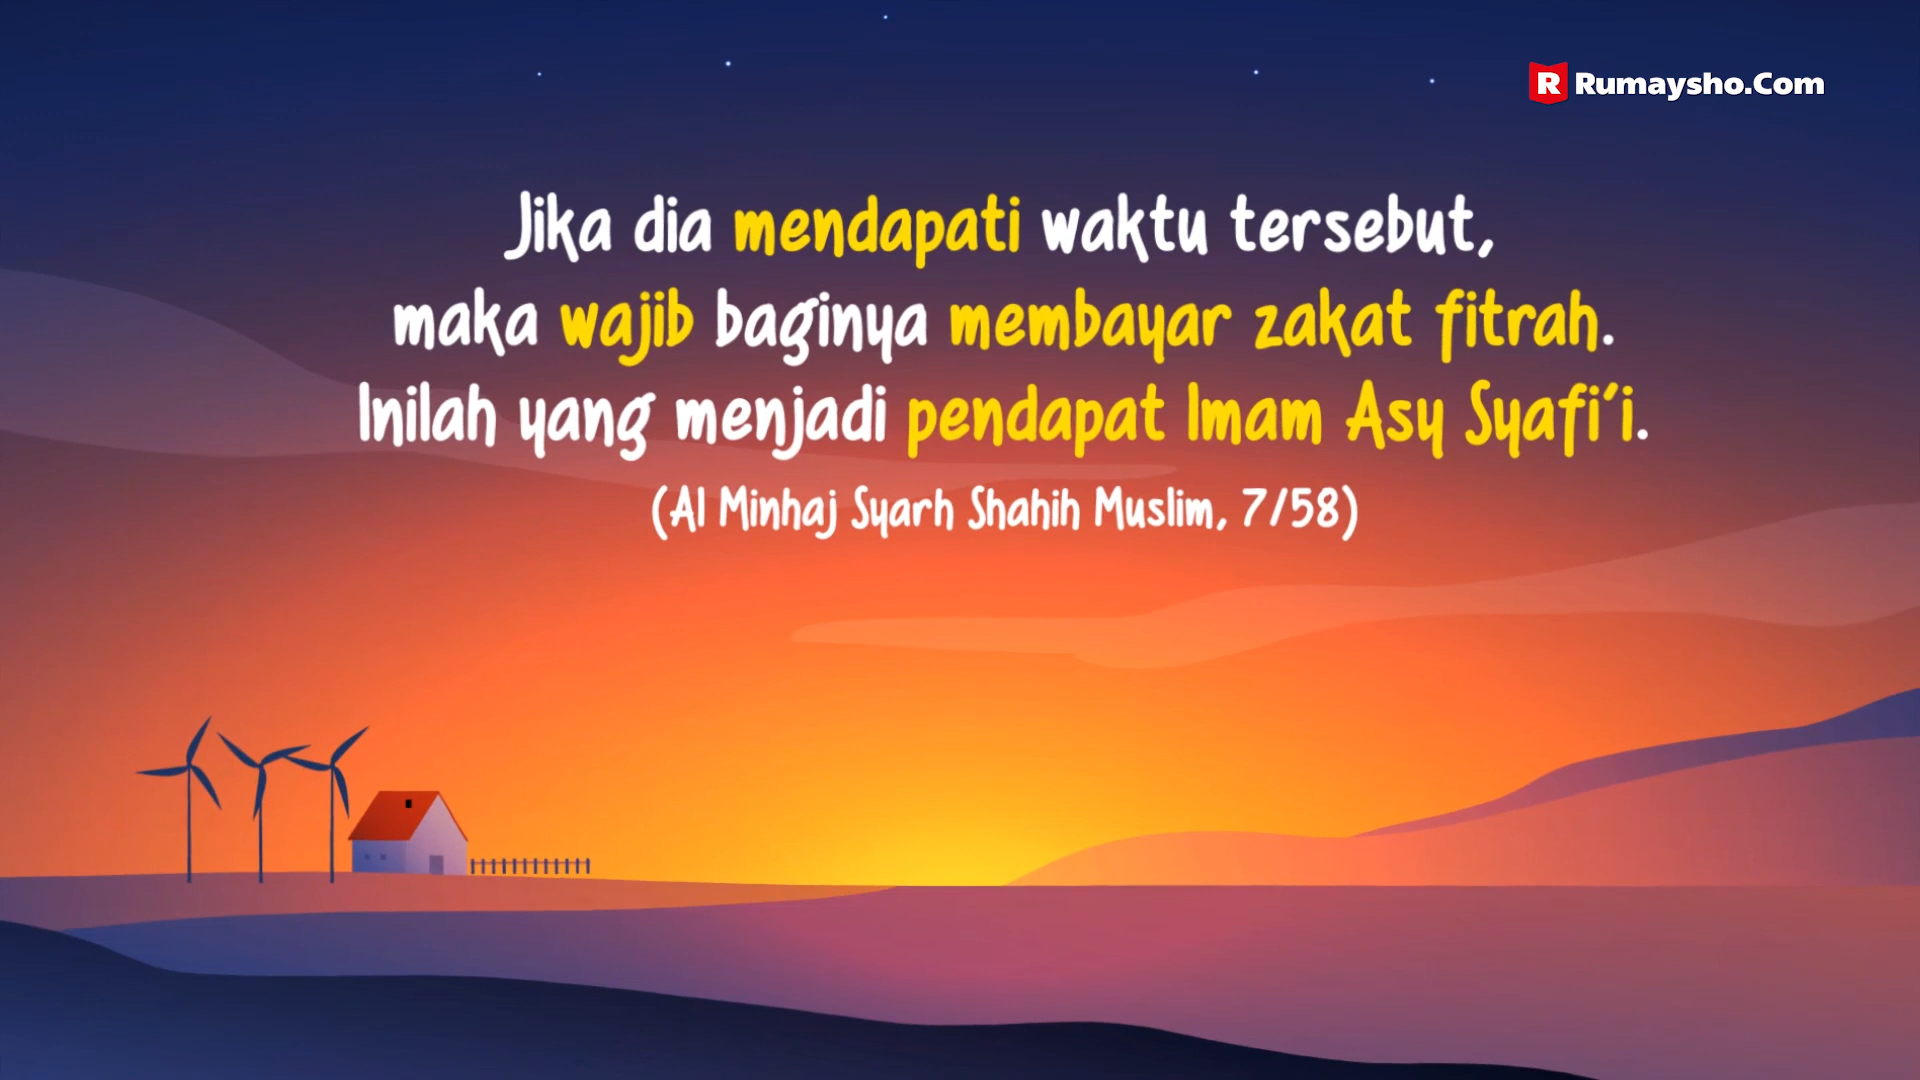 R Rumaysho.Com
Jika dia mendapati waktu tersebut,
maka wajib baginya membayar zakat fitrah.
Inilah yang menjadi pendapat Imam Asy Syafi'i.
(Al Minhaj Syarh Shahih Muslim, 7/58)